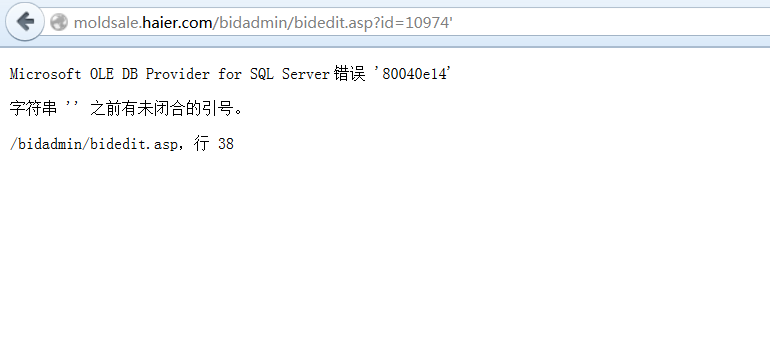 moldsale.haier.com/bidadmin/bidedit.asp?id=10974'
Microsoft OLE DB Provider for SQL Server 错误 '80040e14'
字符串 '' 之前有未闭合的引号。
/bidadmin/bidedit.asp，行 38